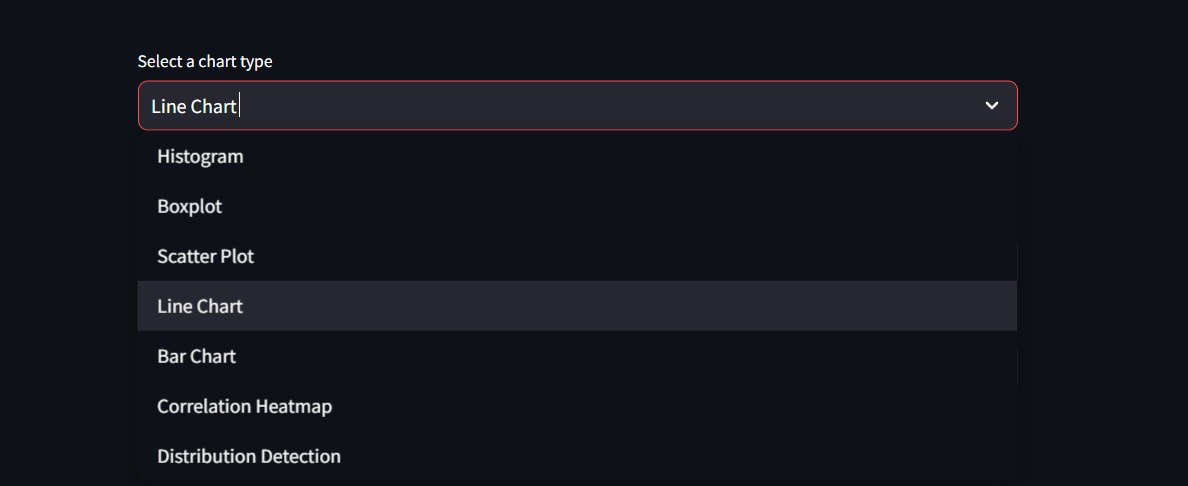 Select a chart type
Line Chart
Histogram
Boxplot
Scatter Plot
Line Chart
Bar Chart
Correlation Heatmap
Distribution Detection